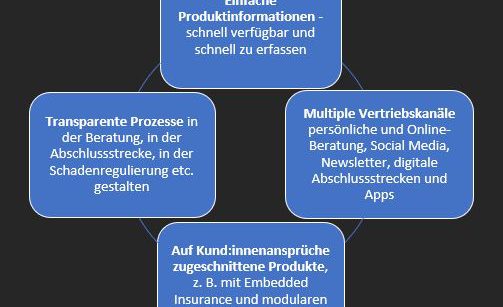 Einfache
Produktinformationen -
schnell verfügbar und
schnell zu erfassen
Transparente Prozesse in
der Beratung, in der
Abschlussstrecke, in der
Schadenregulierung etc.
gestalten
Multiple Vertriebskanäle
persönliche und Online-
Beratung, Social Media,
Newsletter, digitale
Abschlussstrecken und
Apps
Auf Kund:innenansprüche
zugeschnittene Produkte,
z. B. mit Embedded
Insurance und modularen